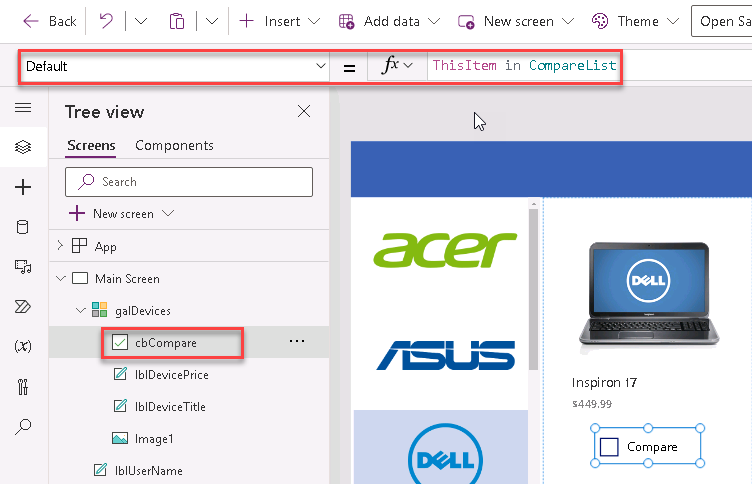 Back
Insert
Add data
New screen
Theme
Open Sa
Default
= fx ThisItem in CompareList
Tree view
Screens Components
Search
New screen
App
Main Screen
galDevices
cbCompare
lblDevicePrice
lblDeviceTitle
Image1
lblUserName
acer
ASUS
DELL
DELL
Inspiron 17
$449.99
Compare